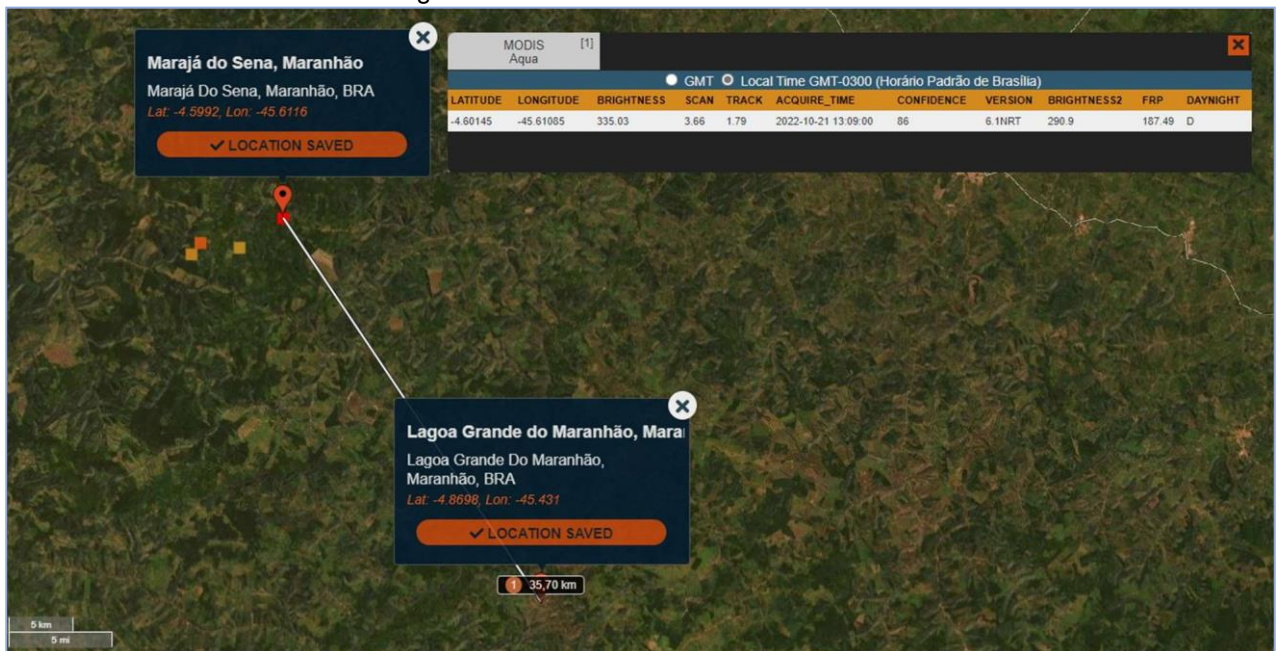 Marajá do Sena, Maranhão
Marajá Do Sena, Maranhão, BRA
Lat: -4.5992, Lon: -45.6116
LOCATION SAVED
MODIS [1]
Aqua
GMT Local Time GMT-0300 (Horário Padrão de Brasília)
LATITUDE LONGITUDE BRIGHTNESS SCAN TRACK ACQUIRE_TIME CONFIDENCE VERSION BRIGHTNESS2 FRP DAYNIGHT
-4.60145 -45.61085 335.03 3.66 1.79 2022-10-21 13:09:00 86 6.1NRT 290.9 187.49 D
Lagoa Grande do Maranhão, Mara
Lagoa Grande Do Maranhão,
Maranhão, BRA
Lat: -4.8698, Lon: -45.431
LOCATION SAVED
1 35,70 km
5 km
5 mi